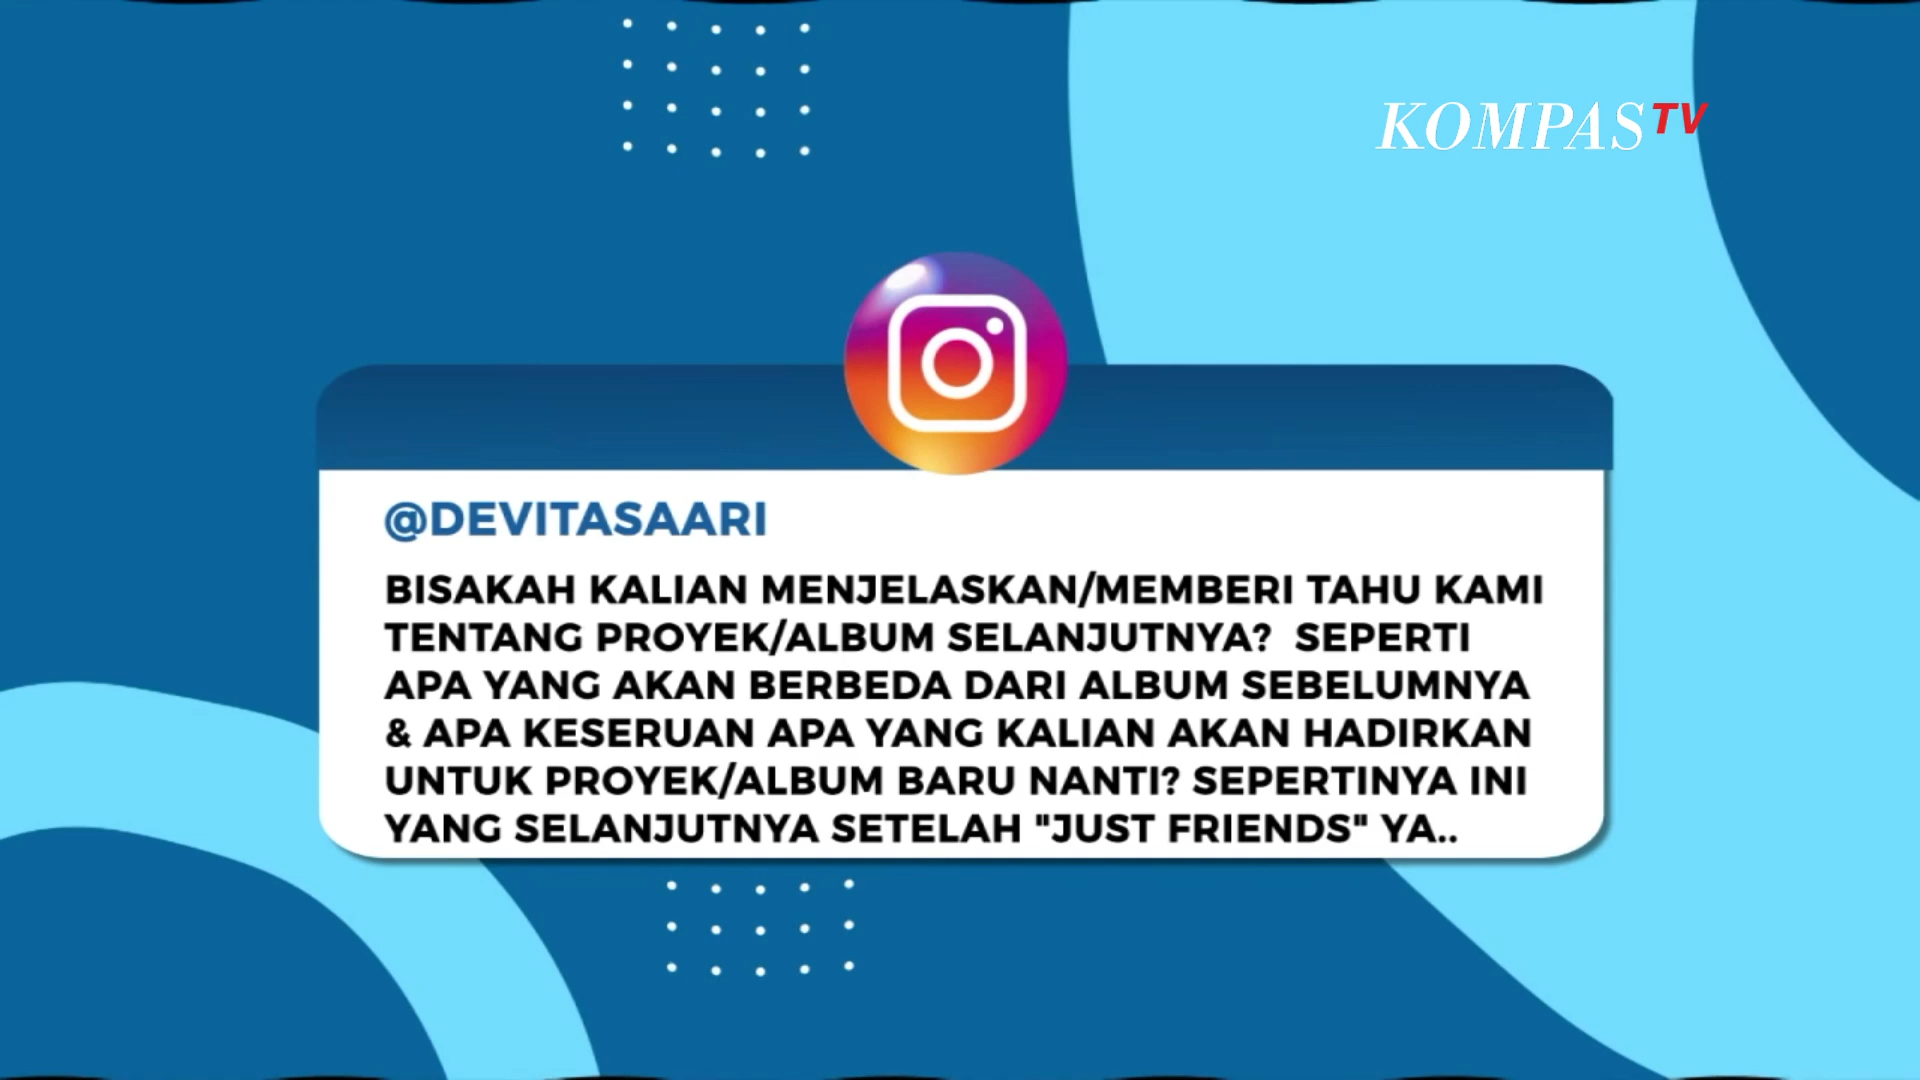 KOMPAS TV
@DEVITASAARI
BISAKAH KALIAN MENJELASKAN/MEMBERI TAHU KAMI
TENTANG PROYEK/ALBUM SELANJUTNYA?  SEPERTI
APA YANG AKAN BERBEDA DARI ALBUM SEBELUMNYA
& APA KESERUAN APA YANG KALIAN AKAN HADIRKAN
UNTUK PROYEK/ALBUM BARU NANTI? SEPERTINYA INI
YANG SELANJUTNYA SETELAH "JUST FRIENDS" YA..